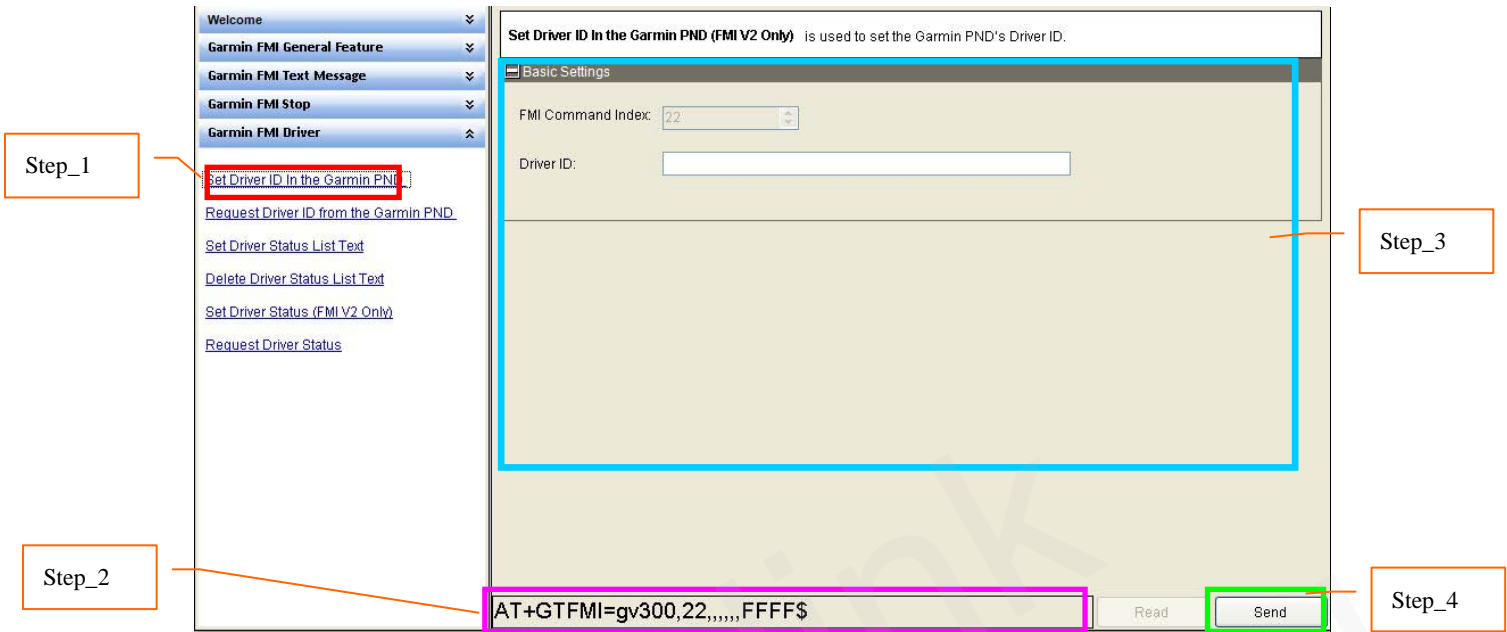 Welcome
Garmin FMI General Feature
Garmin FMI Text Message
Garmin FMI Stop
Garmin FMI Driver
Set Driver ID In the Garmin PND
Request Driver ID from the Garmin PND
Set Driver Status List Text
Delete Driver Status List Text
Set Driver Status (FMI V2 Only)
Request Driver Status
Set Driver ID In the Garmin PND (FMI V2 Only) is used to set the Garmin PND's Driver ID.
Basic Settings
FMI Command Index: 22
Driver ID:
AT+GTFMI=gv300,22,,,,,,FFFF$
Read
Send
Step_1
Step_2
Step_3
Step_4